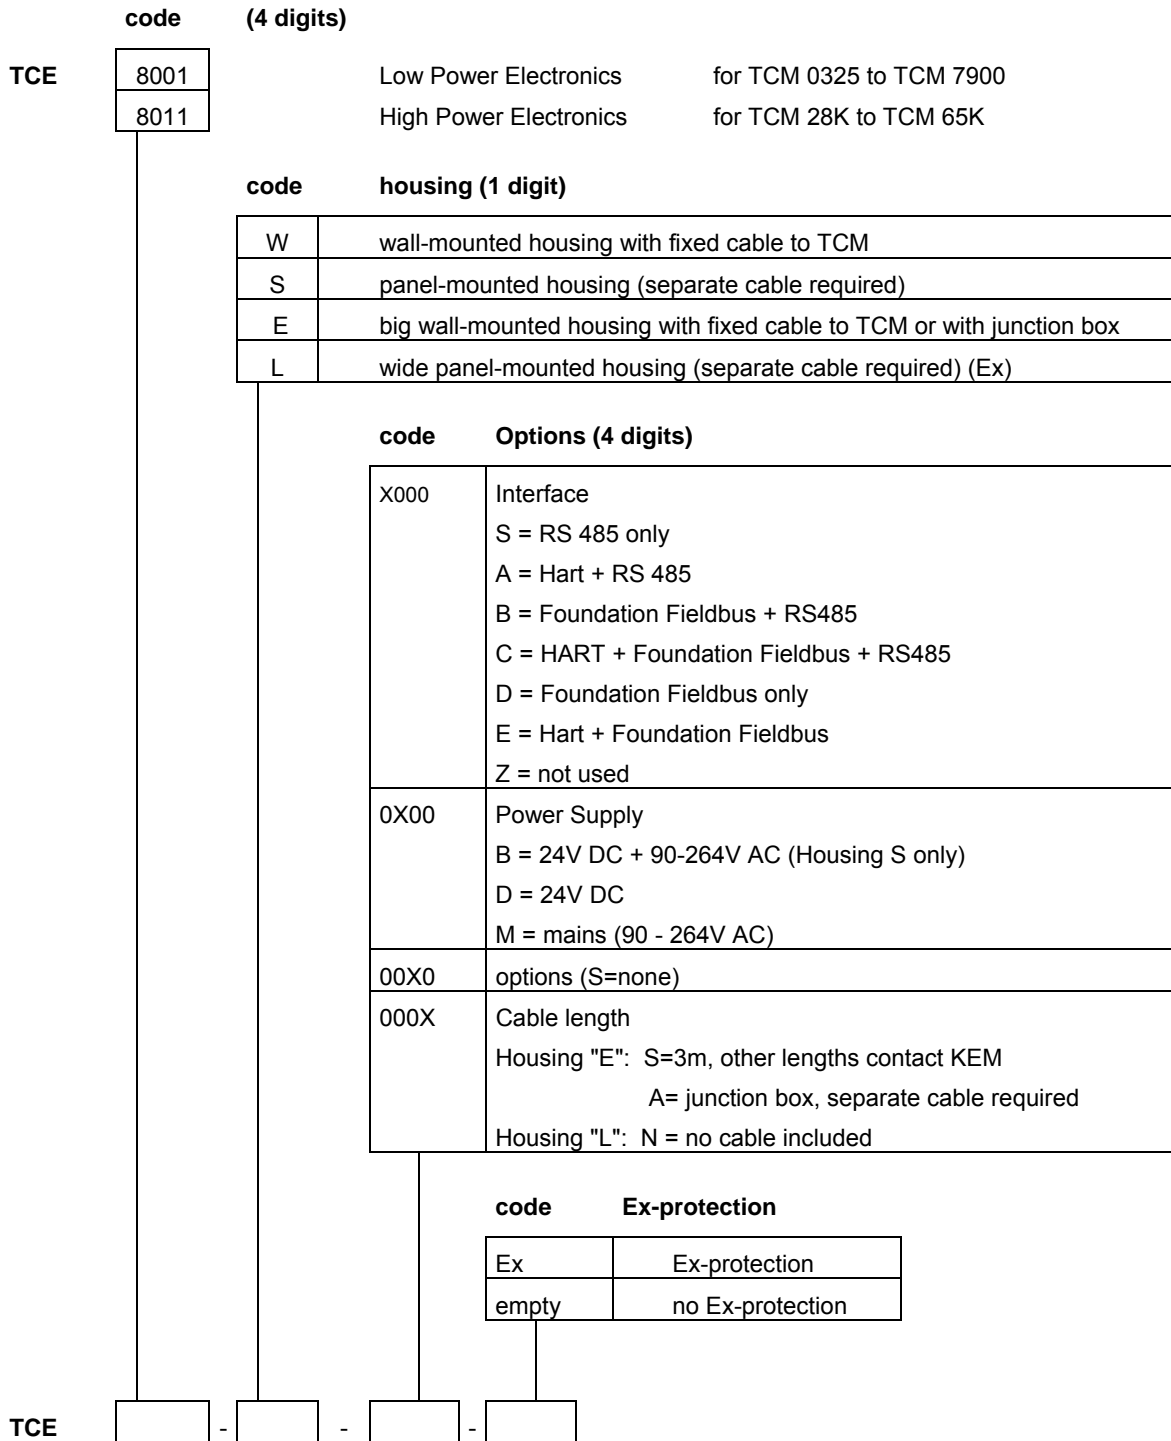 code (4 digits)
TCE 8001 Low Power Electronics for TCM 0325 to TCM 7900
8011 High Power Electronics for TCM 28K to TCM 65K
code housing (1 digit)
W wall-mounted housing with fixed cable to TCM
S panel-mounted housing (separate cable required)
E big wall-mounted housing with fixed cable to TCM or with junction box
L wide panel-mounted housing (separate cable required) (Ex)
code Options (4 digits)
X000 Interface
S = RS 485 only
A = Hart + RS 485
B = Foundation Fieldbus + RS485
C = HART + Foundation Fieldbus + RS485
D = Foundation Fieldbus only
E = Hart + Foundation Fieldbus
Z = not used
0X00 Power Supply
B = 24V DC + 90-264V AC (Housing S only)
D = 24V DC
M = mains (90 - 264V AC)
00X0 options (S=none)
000X Cable length
Housing "E": S=3m, other lengths contact KEM
A= junction box, separate cable required
Housing "L": N = no cable included
code Ex-protection
Ex Ex-protection
empty no Ex-protection
TCE - - -